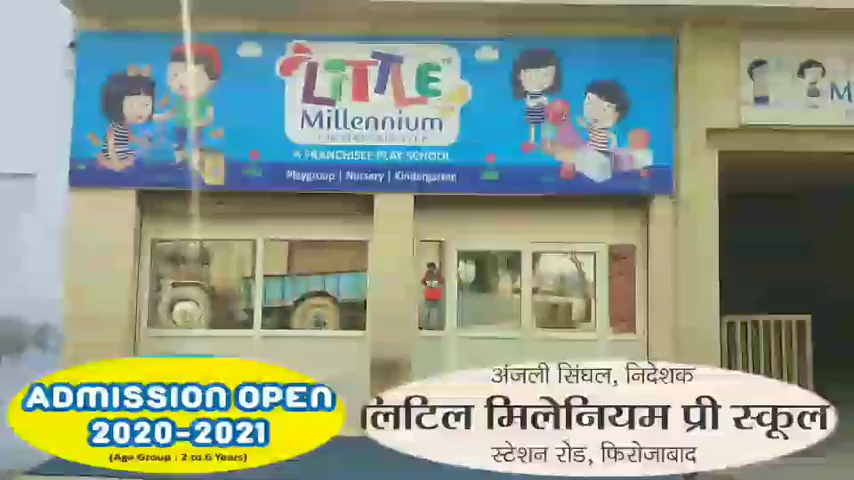 LiTTLE
Millennium
A FRANCHISEE PLAY SCHOOL
Playgroup | Nursery | Kindergarten
ADMISSION OPEN
2020-2021
(Age Group : 2 to 6 Years)
अंजली सिंघल, निदेशक
लिटिल मिलेनियम प्री स्कूल
स्टेशन रोड, फिरोजाबाद